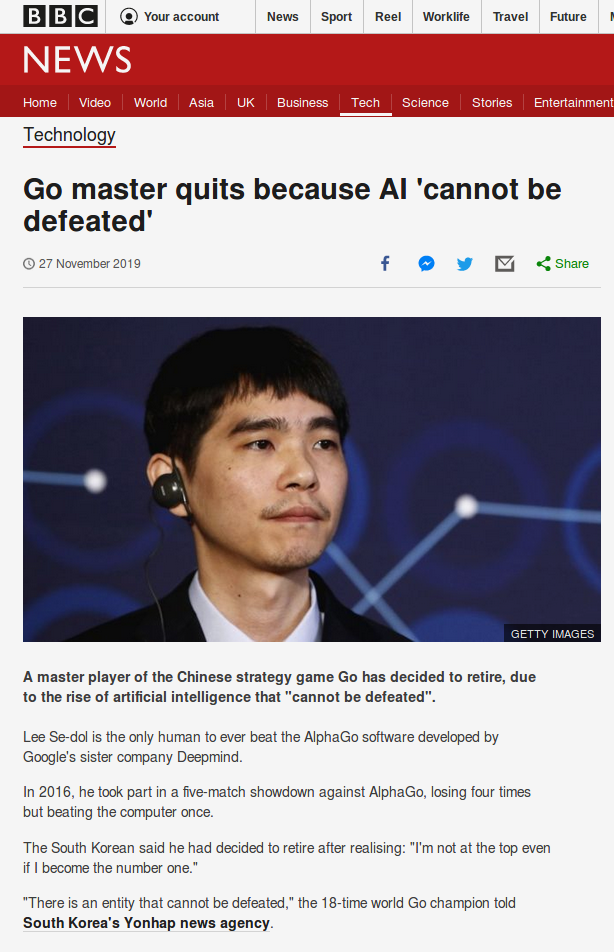 BBC Your account News Sport Reel Worklife Travel Future
NEWS
Home Video World Asia UK Business Tech Science Stories Entertainment
Technology
Go master quits because AI 'cannot be
defeated'
27 November 2019 Share
GETTY IMAGES
A master player of the Chinese strategy game Go has decided to retire, due
to the rise of artificial intelligence that "cannot be defeated".
Lee Se-dol is the only human to ever beat the AlphaGo software developed by
Google's sister company Deepmind.
In 2016, he took part in a five-match showdown against AlphaGo, losing four times
but beating the computer once.
The South Korean said he had decided to retire after realising: "I'm not at the top even
if I become the number one."
"There is an entity that cannot be defeated," the 18-time world Go champion told
South Korea's Yonhap news agency.